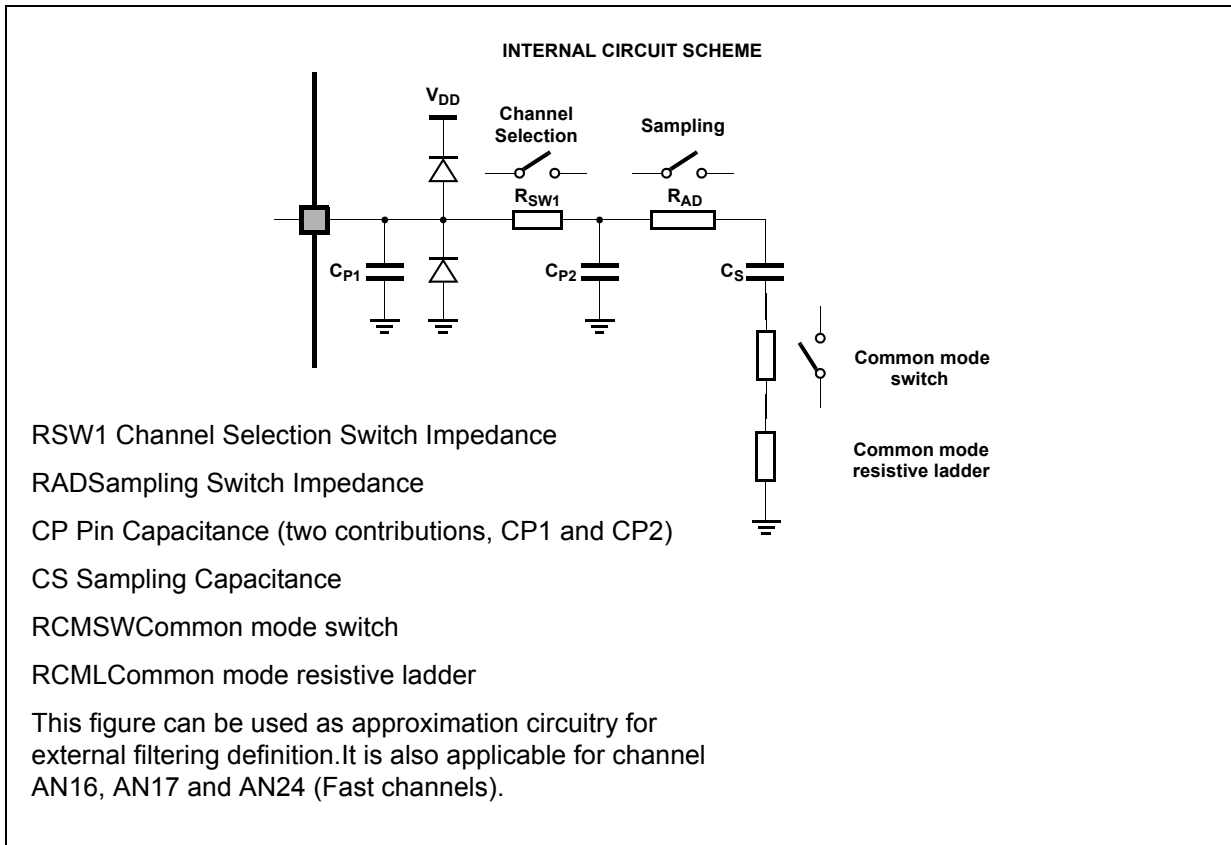 INTERNAL CIRCUIT SCHEME
VDD
Channel
Selection
Sampling
RSW1
RAD
CP1
CP2
CS
Common mode
switch
Common mode
resistive ladder
RSW1 Channel Selection Switch Impedance
RADSampling Switch Impedance
CP Pin Capacitance (two contributions, CP1 and CP2)
CS Sampling Capacitance
RCMSWCommon mode switch
RCMLCommon mode resistive ladder
This figure can be used as approximation circuitry for
external filtering definition.It is also applicable for channel
AN16, AN17 and AN24 (Fast channels).